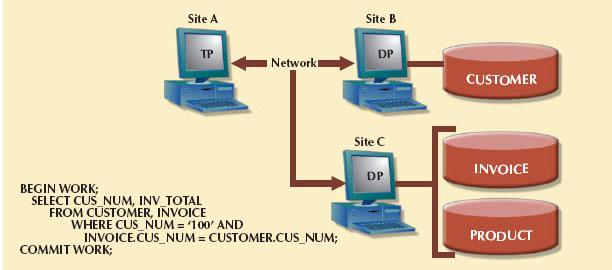 Site A
Site B
TP
Network
DP
CUSTOMER
Site C
DP
INVOICE
PRODUCT
BEGIN WORK;
SELECT CUS_NUM, INV_TOTAL
FROM CUSTOMER, INVOICE
WHERE CUS_NUM = ‘100’ AND
INVOICE.CUS_NUM = CUSTOMER.CUS_NUM;
COMMIT WORK;